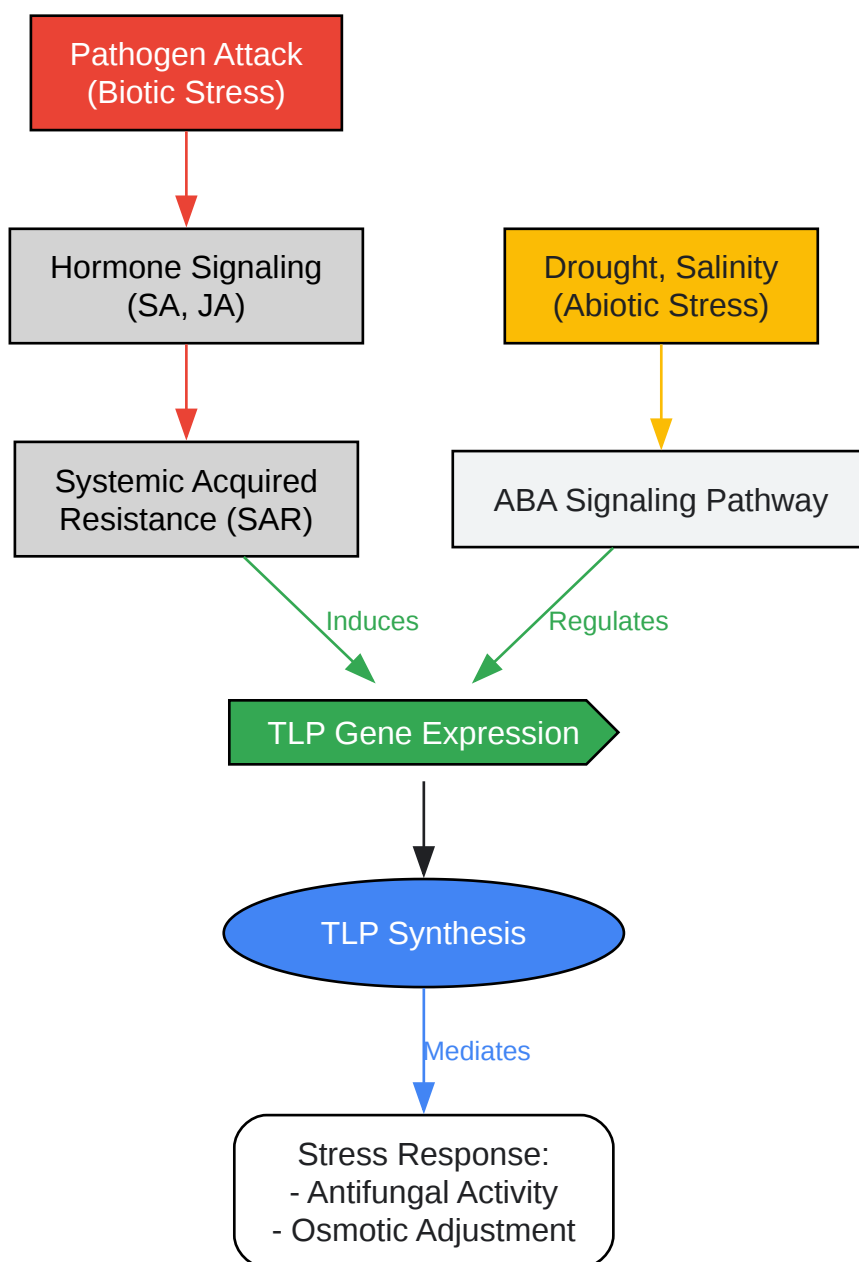 Pathogen Attack
(Biotic Stress)
Hormone Signaling
(SA, JA)
Drought, Salinity
(Abiotic Stress)
Systemic Acquired
Resistance (SAR)
ABA Signaling Pathway
Induces
Regulates
TLP Gene Expression
TLP Synthesis
Mediates
Stress Response:
- Antifungal Activity
- Osmotic Adjustment